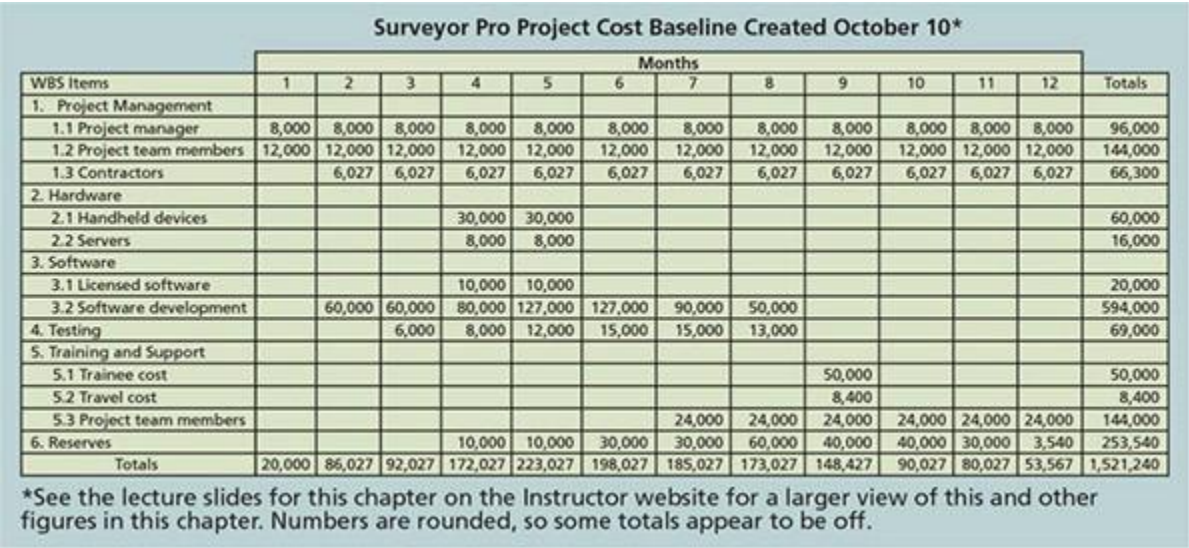 Surveyor Pro Project Cost Baseline Created October 10*
Months
WBS Items 1 2 3 4 5 6 7 8 9 10 11 12 Totals
1. Project Management
1.1 Project manager 8,000 8,000 8,000 8,000 8,000 8,000 8,000 8,000 8,000 8,000 8,000 8,000 96,000
1.2 Project team members 12,000 12,000 12,000 12,000 12,000 12,000 12,000 12,000 12,000 12,000 12,000 12,000 144,000
1.3 Contractors 6,027 6,027 6,027 6,027 6,027 6,027 6,027 6,027 6,027 6,027 6,027 66,300
2. Hardware
2.1 Handheld devices 30,000 30,000 60,000
2.2 Servers 8,000 8,000 16,000
3. Software
3.1 Licensed software 10,000 10,000 20,000
3.2 Software development 60,000 60,000 80,000 127,000 127,000 90,000 50,000 594,000
4. Testing 6,000 8,000 12,000 15,000 15,000 13,000 69,000
5. Training and Support
5.1 Trainee cost 50,000 50,000
5.2 Travel cost 8,400 8,400
5.3 Project team members 24,000 24,000 24,000 24,000 24,000 24,000 144,000
6. Reserves 10,000 10,000 30,000 30,000 60,000 40,000 40,000 30,000 3,540 253,540
Totals 20,000 86,027 92,027 172,027 223,027 198,027 185,027 173,027 148,427 90,027 80,027 53,567 1,521,240
*See the lecture slides for this chapter on the Instructor website for a larger view of this and other
figures in this chapter. Numbers are rounded, so some totals appear to be off.